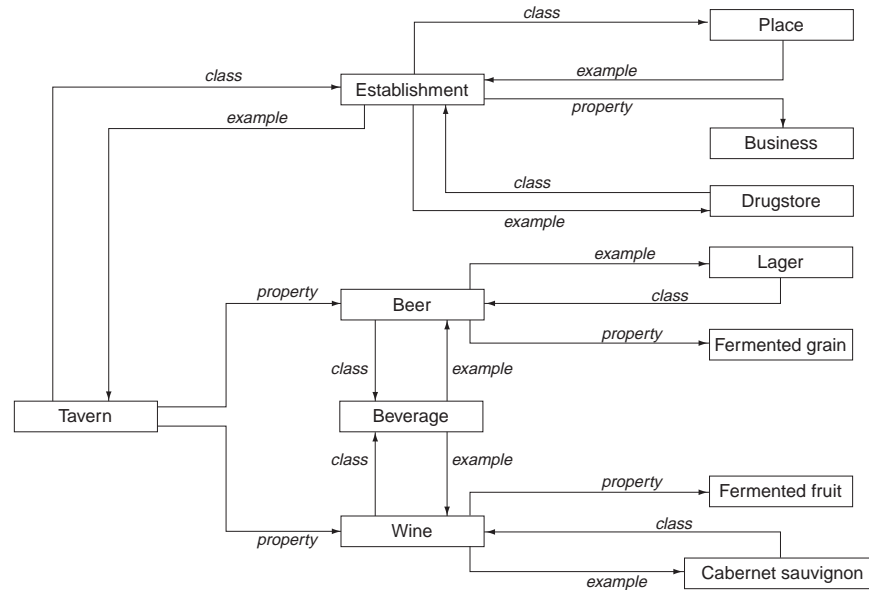 class
Place
example
class
Establishment
example
property
Business
class
Drugstore
example
example
Lager
property
Beer
class
property
Fermented grain
class
example
Tavern
Beverage
class
example
property
Fermented fruit
class
Wine
property
example
Cabernet sauvignon